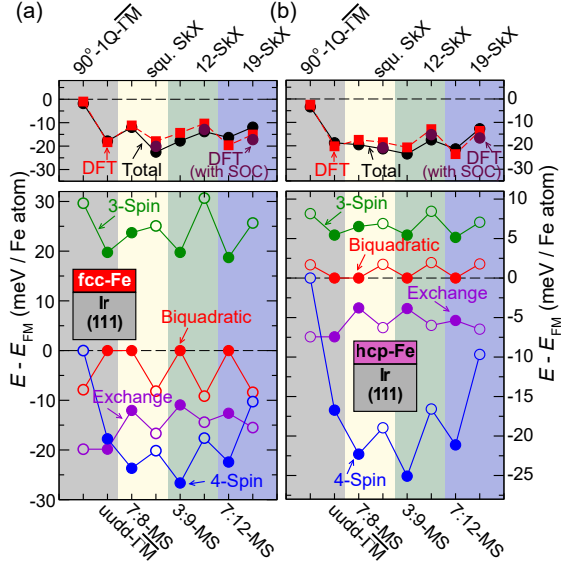 (a)
(b)
90°-1Q-ΓM
squ. SkX
12-SkX
19-SkX
90°-1Q-ΓM
squ. SkX
12-SkX
19-SkX
0
-10
-20
-30
DFT
Total
DFT
(with SOC)
0
-10
-20
-30
DFT
Total
DFT
(with SOC)
E - E_FM (meV / Fe atom)
30
20
10
0
-10
-20
-30
3-Spin
fcc-Fe
Ir
(111)
Biquadratic
Exchange
4-Spin
10
5
0
-5
-10
-15
-20
-25
E - E_FM (meV / Fe atom)
3-Spin
Biquadratic
Exchange
hcp-Fe
Ir
(111)
4-Spin
uudd-ΓM
7:8-MS
3:9-MS
7:12-MS
uudd-ΓM
7:8-MS
3:9-MS
7:12-MS